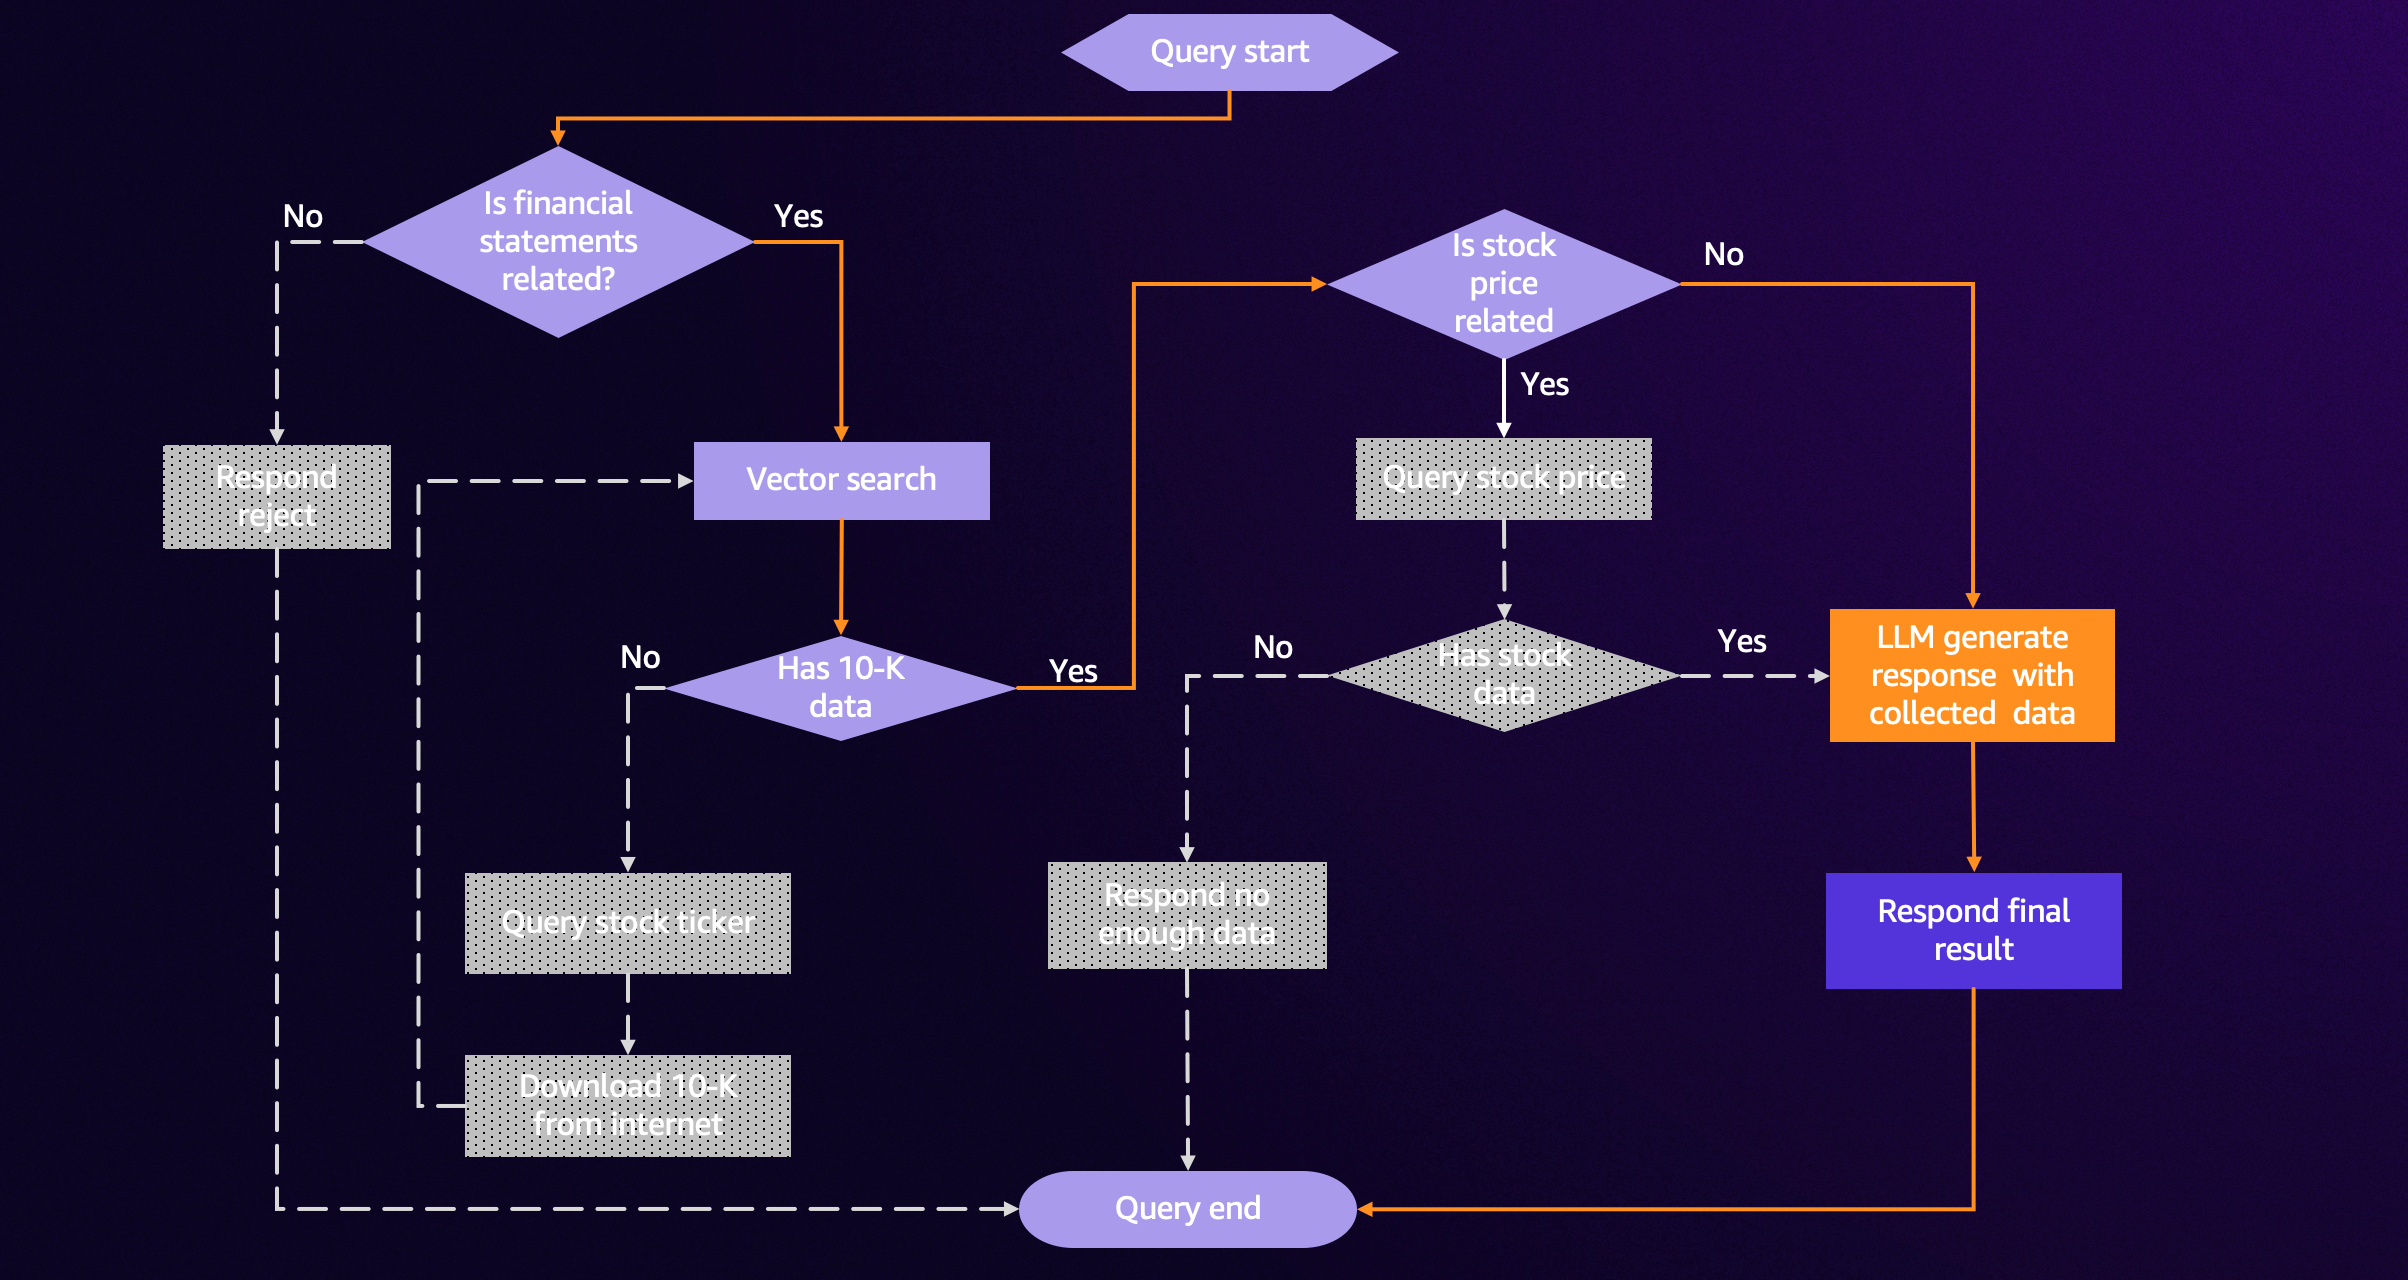 Query start
Is financial
statements
related?
No
Yes
Is stock
price
related
No
Yes
Respond
reject
Vector search
Query stock price
No
Has 10-K
data
Yes
No
Has stock
data
Yes
LLM generate
response with
collected data
Query stock ticker
Respond no
enough data
Respond final
result
Download 10-K
from internet
Query end